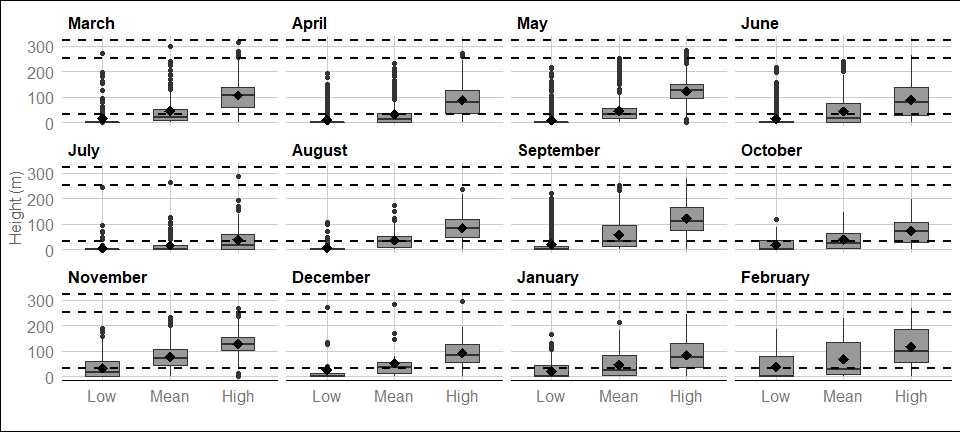 March April May June
300
200
100
0
July August September October
Height (m)
300
200
100
0
November December January February
300
200
100
0
Low Mean High Low Mean High Low Mean High Low Mean High